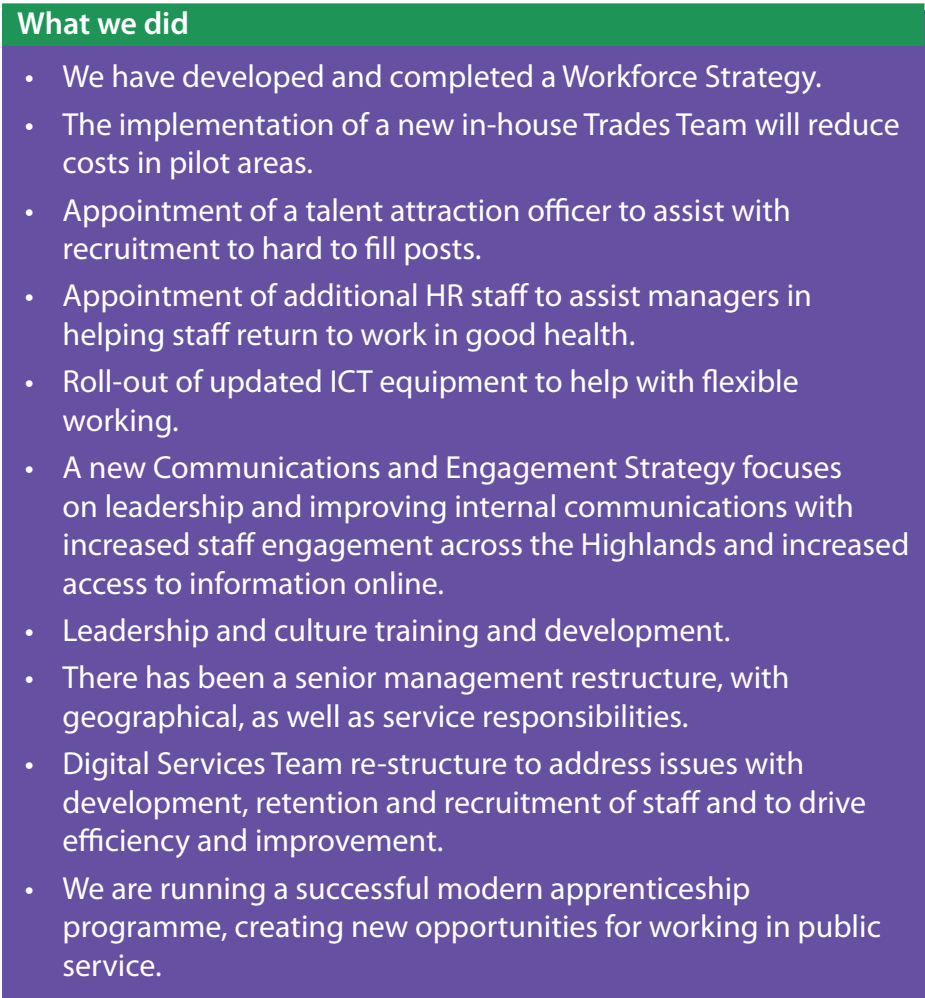 What we did
• We have developed and completed a Workforce Strategy.
• The implementation of a new in-house Trades Team will reduce
costs in pilot areas.
• Appointment of a talent attraction officer to assist with
recruitment to hard to fill posts.
• Appointment of additional HR staff to assist managers in
helping staff return to work in good health.
• Roll-out of updated ICT equipment to help with flexible
working.
• A new Communications and Engagement Strategy focuses
on leadership and improving internal communications with
increased staff engagement across the Highlands and increased
access to information online.
• Leadership and culture training and development.
• There has been a senior management restructure, with
geographical, as well as service responsibilities.
• Digital Services Team re-structure to address issues with
development, retention and recruitment of staff and to drive
efficiency and improvement.
• We are running a successful modern apprenticeship
programme, creating new opportunities for working in public
service.